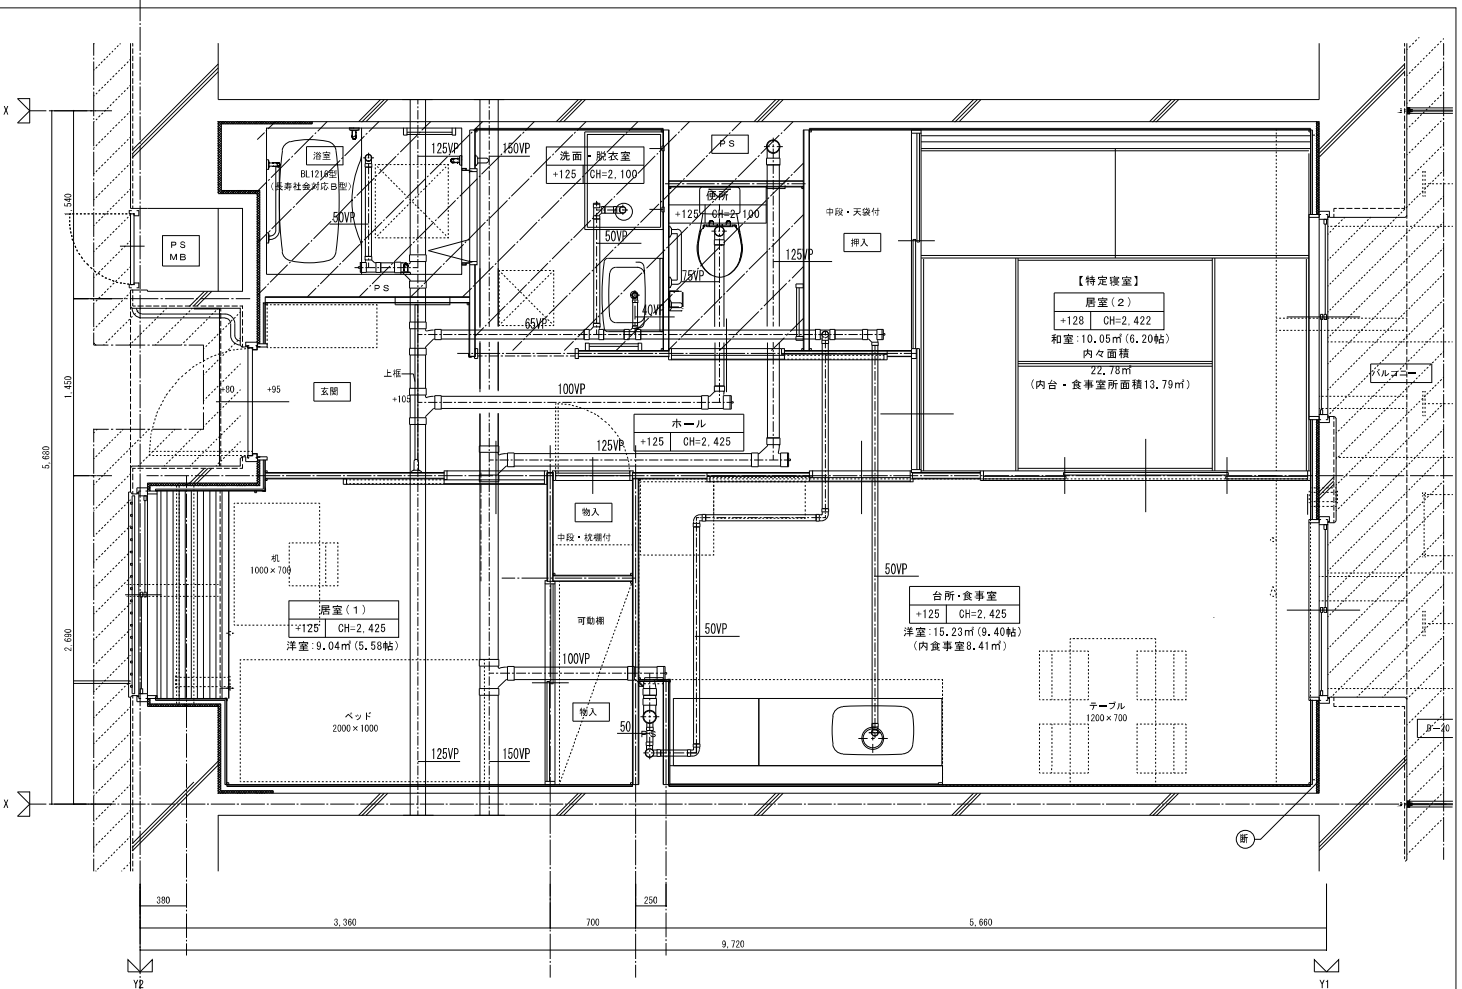 X
125VP
150VP
浴室
BL1216型
(長寿社会対応B型)
50VP
PS
洗面・脱衣室
+125 CH=2,100
PS
便所
+125 CH=2,100
50VP
75VP
40VP
65VP
125VP
中段・天袋付
押入
PS
MB
1,540
1,450
5,680
2,690
【特定寝室】
居室(2)
+128 CH=2,422
和室:10.05㎡(6.20帖)
内々面積
22.78㎡
(内台・食事室所面積13.79㎡)
バルコニー
+80
+95
玄関
上框
+105
100VP
ホール
+125 CH=2,425
125VP
物入
中段・枕棚付
机
1000×700
居室(1)
+125 CH=2,425
洋室:9.04㎡(5.58帖)
可動棚
50VP
50VP
台所・食事室
+125 CH=2,425
洋室:15.23㎡(9.40帖)
(内食事室8.41㎡)
100VP
物入
50
PS
ベッド
2000×1000
テーブル
1200×700
125VP
150VP
B-20
X
断
380
250
3,360
700
5,660
9,720
Y2
Y1